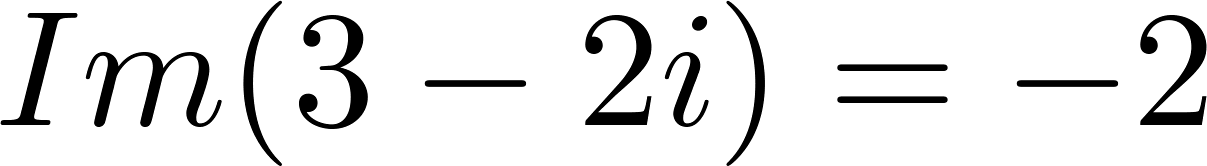 Im(3 − 2i) = −2